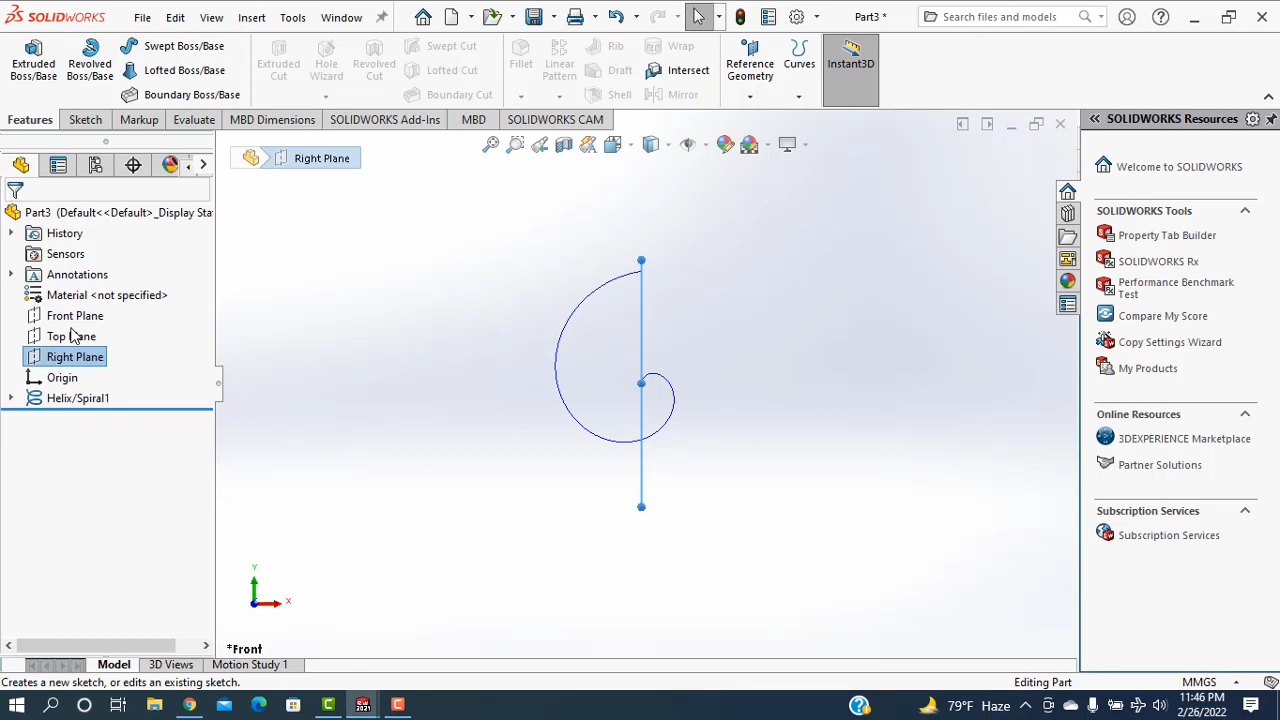 SOLIDWORKS File Edit View Insert Tools Window Part3 * Search files and models
Extruded Boss/Base
Revolved Boss/Base
Swept Boss/Base
Lofted Boss/Base
Boundary Boss/Base
Extruded Cut
Hole Wizard
Revolved Cut
Swept Cut
Lofted Cut
Boundary Cut
Fillet
Linear Pattern
Rib
Draft
Shell
Wrap
Intersect
Mirror
Reference Geometry
Curves
Instant3D
Features Sketch Markup Evaluate MBD Dimensions SOLIDWORKS Add-Ins MBD SOLIDWORKS CAM
Right Plane
Part3 (Default<<Default>_Display Sta
History
Sensors
Annotations
Material <not specified>
Front Plane
Top Plane
Right Plane
Origin
Helix/Spiral1
Y
X
*Front
SOLIDWORKS Resources
Welcome to SOLIDWORKS
SOLIDWORKS Tools
Property Tab Builder
SOLIDWORKS Rx
Performance Benchmark
Test
Compare My Score
Copy Settings Wizard
My Products
Online Resources
3DEXPERIENCE Marketplace
Partner Solutions
Subscription Services
Subscription Services
Model 3D Views Motion Study 1
Creates a new sketch, or edits an existing sketch. Editing Part MMGS
79°F Haze
11:46 PM
2/26/2022